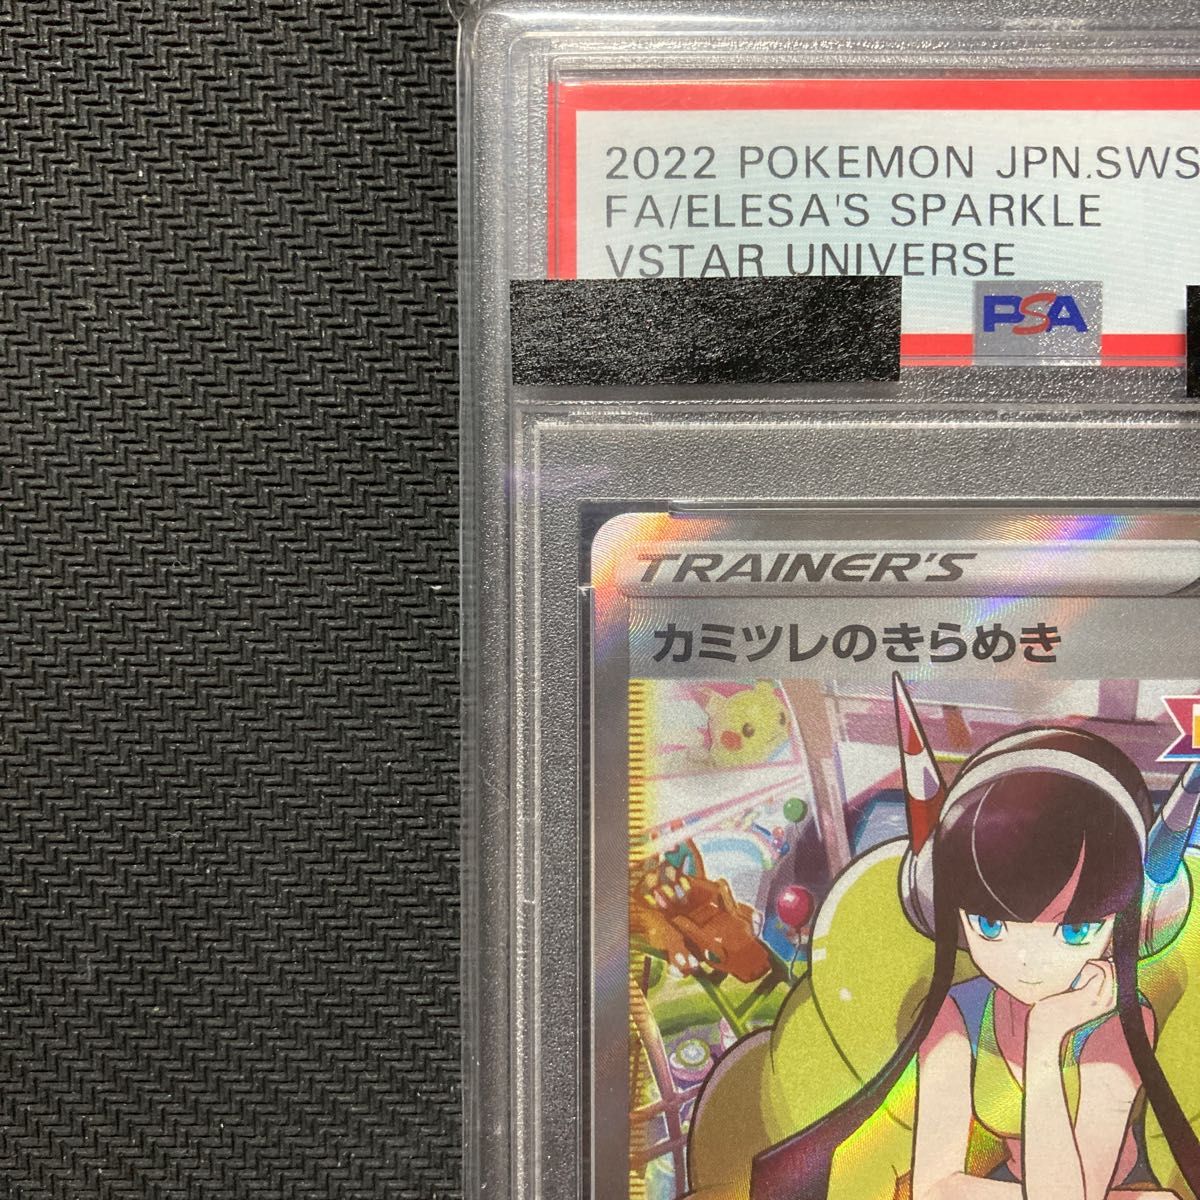 2022 POKEMON JPN.SWS
FA/ELESA'S SPARKLE
VSTAR UNIVERSE
PSA
TRAINER'S
カミツレのきらめき